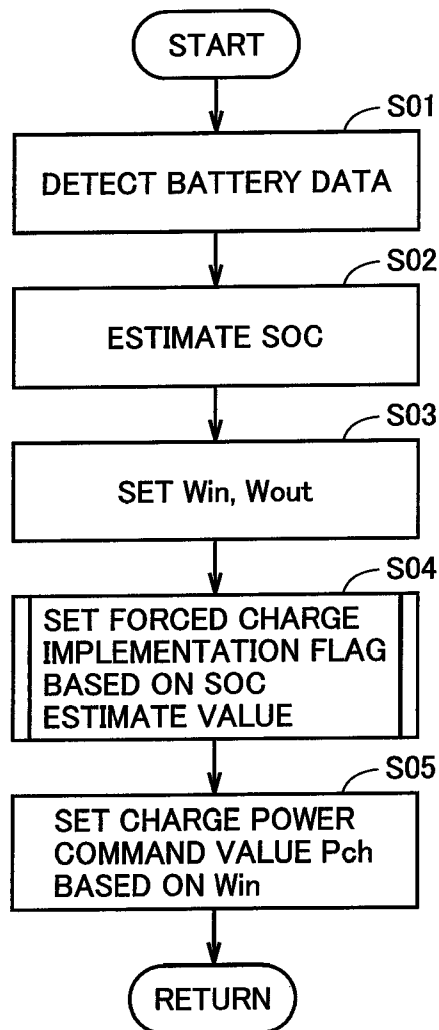 START
S01
DETECT BATTERY DATA
S02
ESTIMATE SOC
S03
SET Win, Wout
S04
SET FORCED CHARGE
IMPLEMENTATION FLAG
BASED ON SOC
ESTIMATE VALUE
S05
SET CHARGE POWER
COMMAND VALUE Pch
BASED ON Win
RETURN